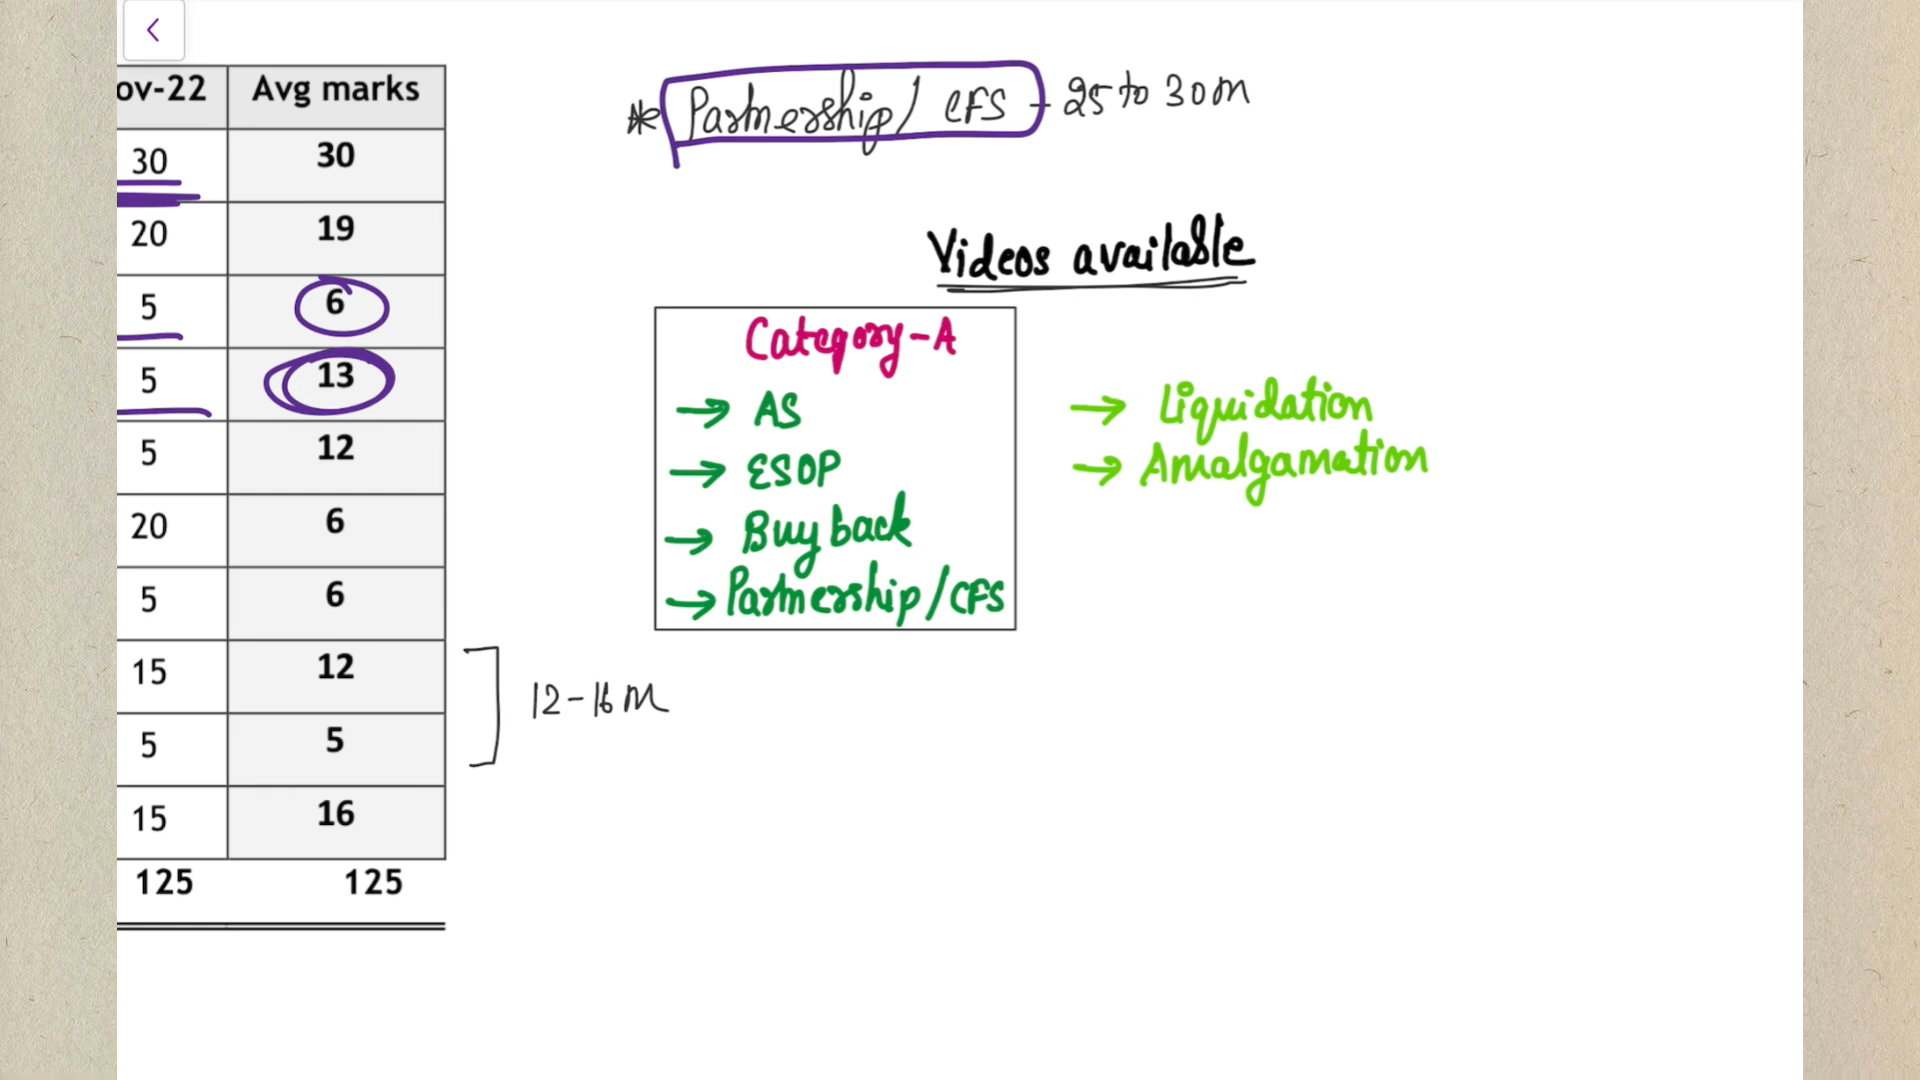 ov-22 Avg marks
30 30
20 19
5 6
5 13
5 12
20 6
5 6
15 12
5 5
15 16
125 125
* Partnership / CFS - 25 to 30 M
Videos available
Category-A
→ AS
→ ESOP
→ Buy back
→ Partnership / CFS
→ Liquidation
→ Amalgamation
12-16 M